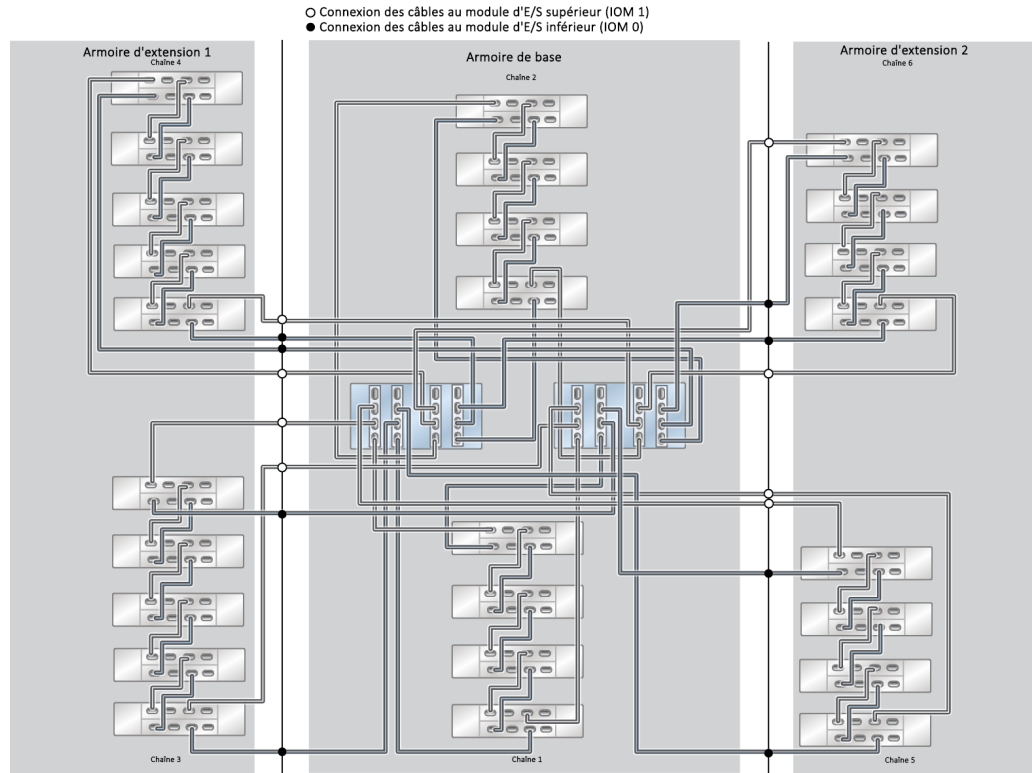 Connexion des câbles au module d'E/S supérieur (IOM 1)
Connexion des câbles au module d'E/S inférieur (IOM 0)
Armoire d'extension 1
Chaîne 4
Armoire de base
Chaîne 2
Armoire d'extension 2
Chaîne 6
Chaîne 3
Chaîne 1
Chaîne 5